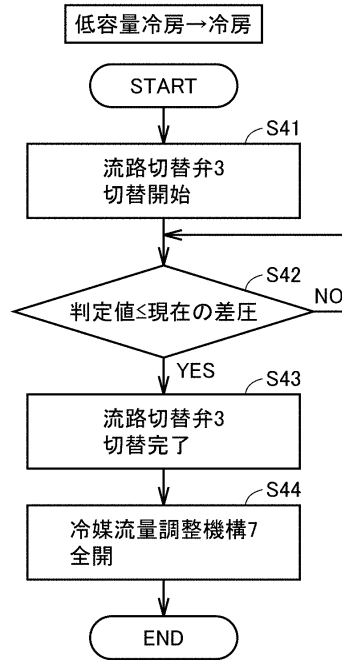 低容量冷房→冷房
START
S41
流路切替弁3
切替開始
S42
判定値≤現在の差圧
NO
YES
S43
流路切替弁3
切替完了
S44
冷媒流量調整機構7
全開
END